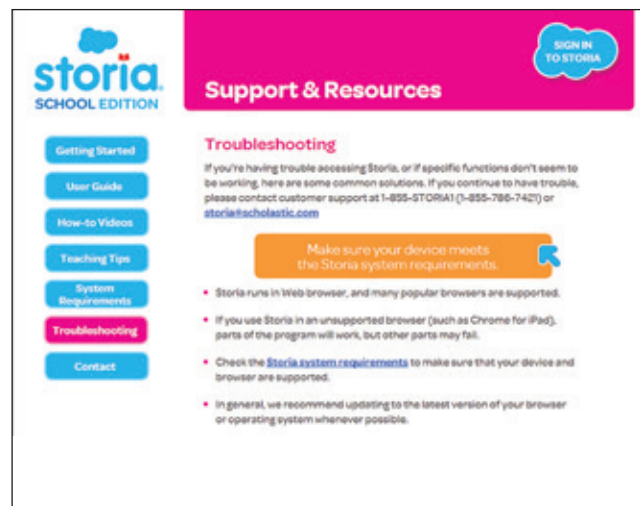 storia
SCHOOL EDITION
SIGN IN
TO STORIA
Support & Resources
Getting Started
User Guide
How-to Videos
Teaching Tips
System
Requirements
Troubleshooting
Contact
Troubleshooting
If you're having trouble accessing Storia, or if specific functions don't seem to
be working, here are some common solutions. If you continue to have trouble,
please contact customer support at 1-855-STORIA1 (1-855-786-7421) or
storia@scholastic.com
Make sure your device meets
the Storia system requirements.
• Storia runs in Web browser, and many popular browsers are supported.
• If you use Storia in an unsupported browser (such as Chrome for iPad),
parts of the program will work, but other parts may fail.
• Check the Storia system requirements to make sure that your device and
browser are supported.
• In general, we recommend updating to the latest version of your browser
or operating system whenever possible.